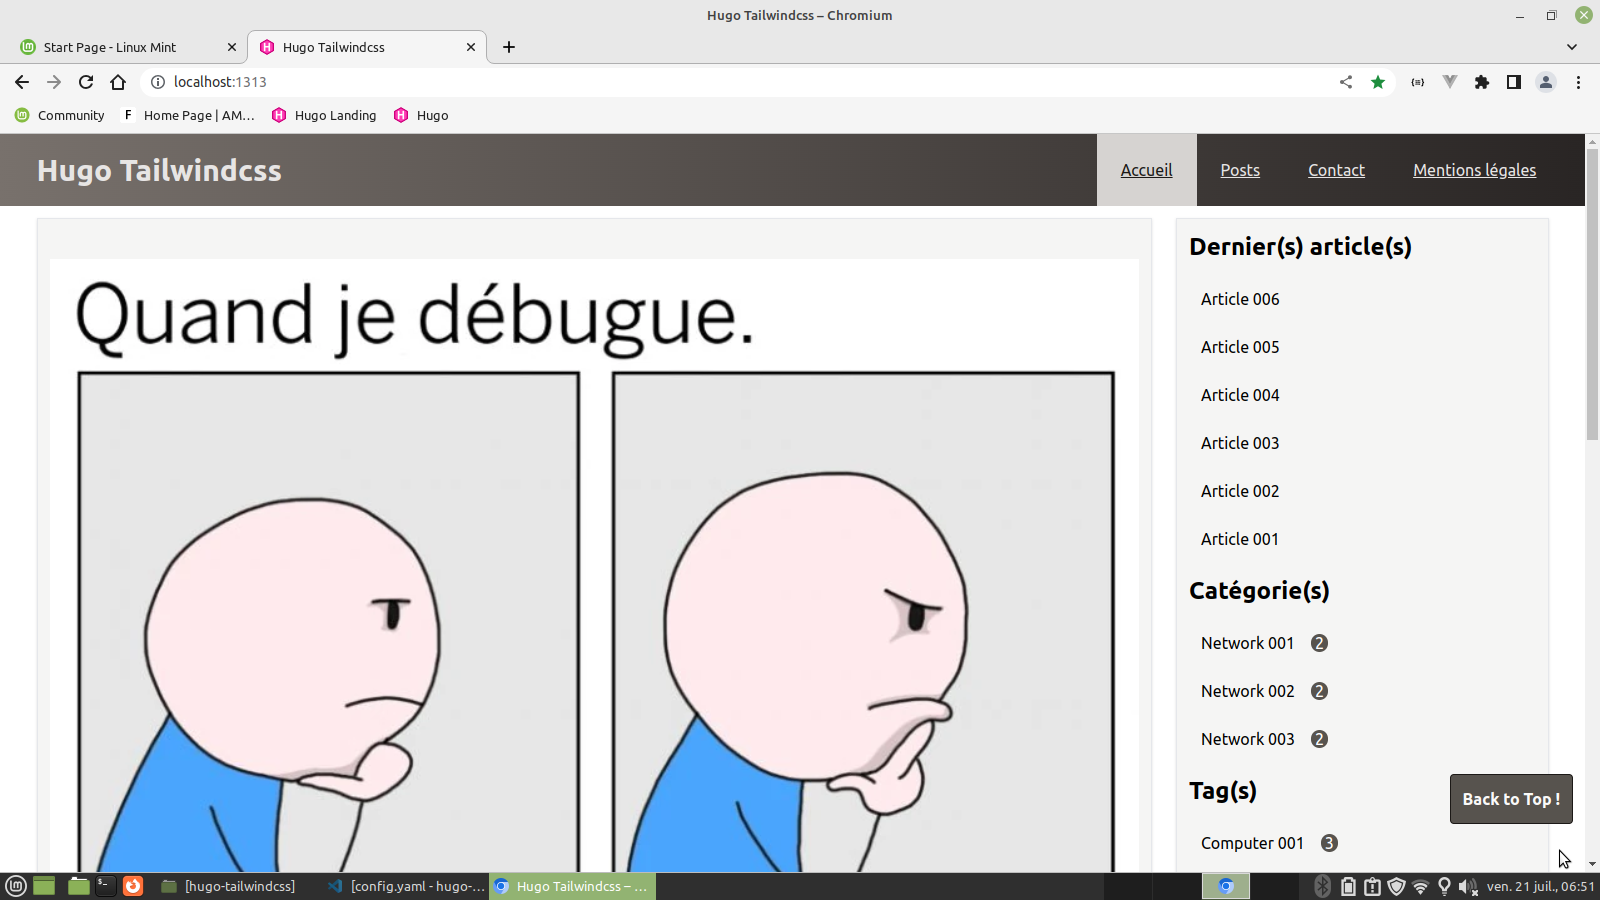 Hugo Tailwindcss – Chromium
Start Page - Linux Mint
Hugo Tailwindcss
localhost:1313
Community
F Home Page | AM...
Hugo Landing
Hugo
Hugo Tailwindcss
Accueil
Posts
Contact
Mentions légales
Quand je débugue.
Dernier(s) article(s)
Article 006
Article 005
Article 004
Article 003
Article 002
Article 001
Catégorie(s)
Network 001 2
Network 002 2
Network 003 2
Tag(s)
Computer 001 3
Back to Top !
[hugo-tailwindcss]
[config.yaml - hugo-...
Hugo Tailwindcss – ...
ven. 21 juil., 06:51